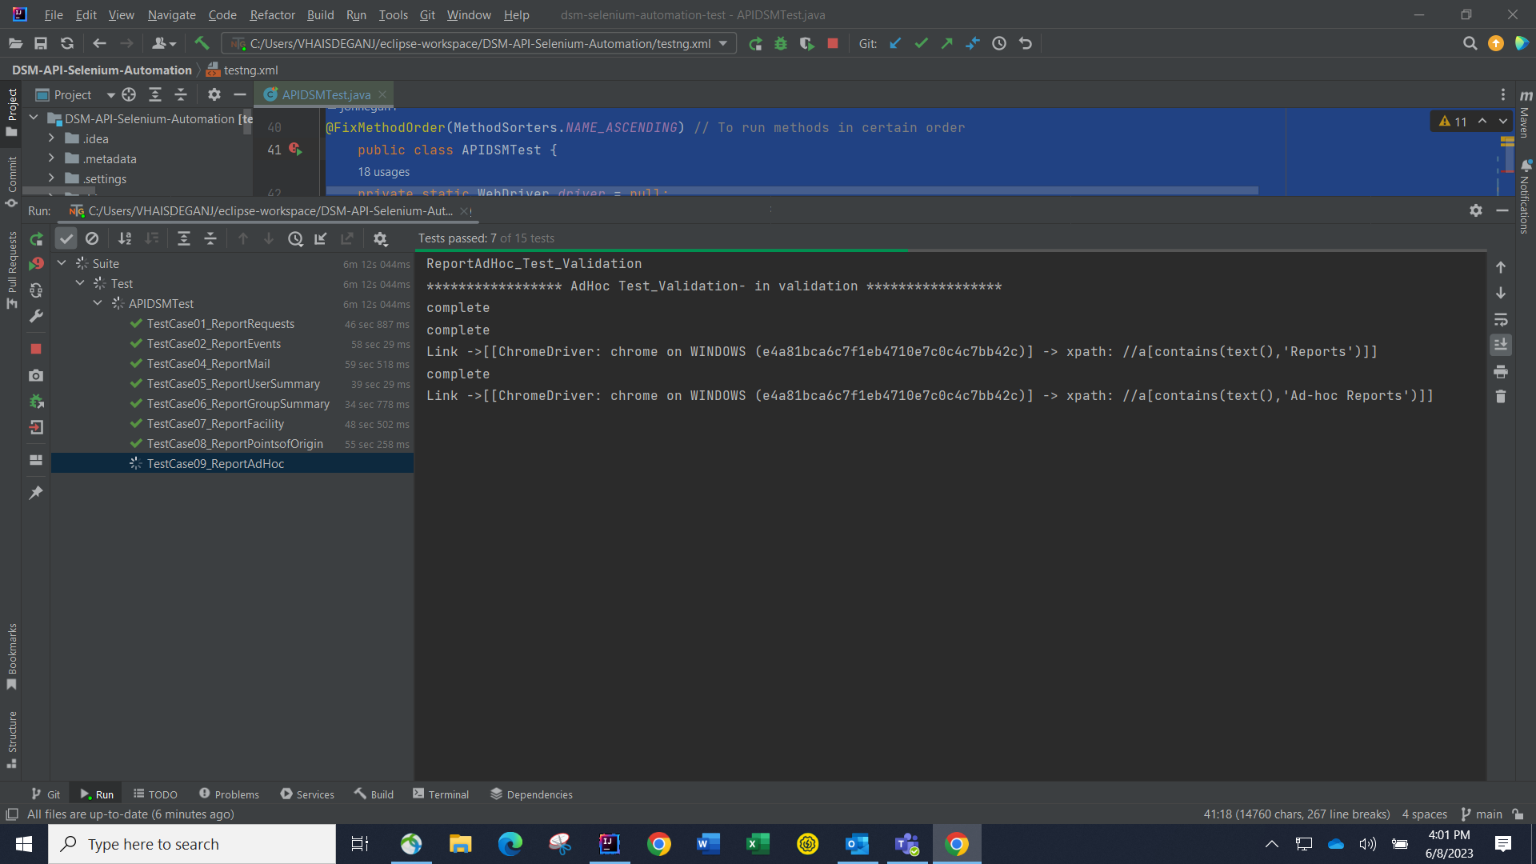 File Edit View Navigate Code Refactor Build Run Tools Git Window Help dsm-selenium-automation-test - APIDSMTest.java
C:/Users/VHAISDEGANJ/eclipse-workspace/DSM-API-Selenium-Automation/testng.xml Git:
DSM-API-Selenium-Automation testng.xml
Project APIDSMTest.java
DSM-API-Selenium-Automation [te
.idea
.metadata
.settings
40 @FixMethodOrder(MethodSorters.NAME_ASCENDING) // To run methods in certain order
41 public class APIDSMTest {
18 usages
42 private static WebDriver driver = null;
11
Run: C:/Users/VHAISDEGANJ/eclipse-workspace/DSM-API-Selenium-Aut...
Tests passed: 7 of 15 tests
Suite 6m 12s 044ms
Test 6m 12s 044ms
APIDSMTest 6m 12s 044ms
TestCase01_ReportRequests 46 sec 887 ms
TestCase02_ReportEvents 58 sec 29 ms
TestCase04_ReportMail 59 sec 518 ms
TestCase05_ReportUserSummary 39 sec 29 ms
TestCase06_ReportGroupSummary 34 sec 778 ms
TestCase07_ReportFacility 48 sec 502 ms
TestCase08_ReportPointsofOrigin 55 sec 258 ms
TestCase09_ReportAdHoc
ReportAdHoc_Test_Validation
***************** AdHoc Test_Validation- in validation *****************
complete
complete
Link ->[[ChromeDriver: chrome on WINDOWS (e4a81bca6c7f1eb4710e7c0c4c7bb42c)] -> xpath: //a[contains(text(),'Reports')]]
complete
Link ->[[ChromeDriver: chrome on WINDOWS (e4a81bca6c7f1eb4710e7c0c4c7bb42c)] -> xpath: //a[contains(text(),'Ad-hoc Reports')]]
Project
Commit
Pull Requests
Bookmarks
Structure
m
Maven
Notifications
Git Run TODO Problems Services Build Terminal Dependencies
All files are up-to-date (6 minutes ago) 41:18 (14760 chars, 267 line breaks) 4 spaces main
Type here to search
4:01 PM
6/8/2023